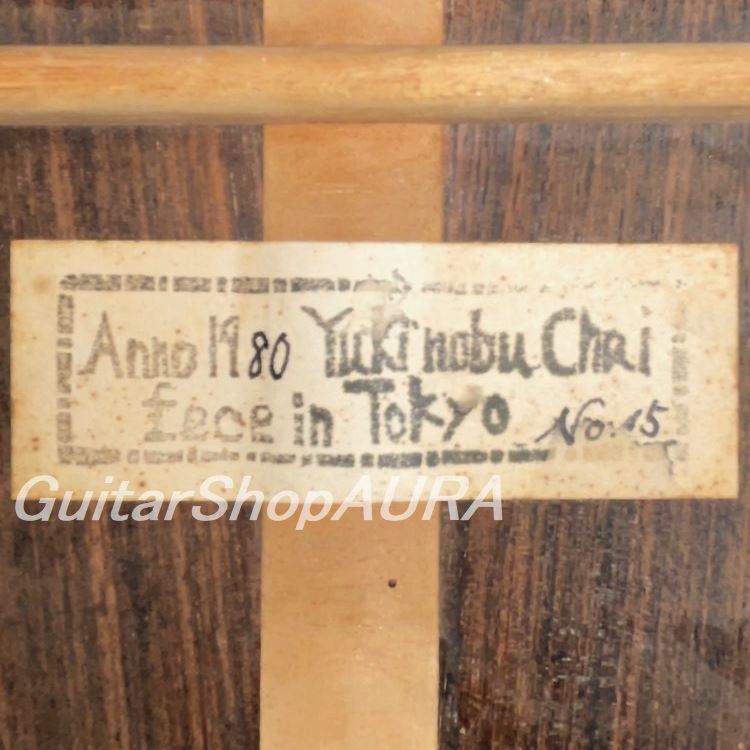 Anno 1980 Yukinobu Chai
fece in Tokyo No. 15
GuitarShopAURA